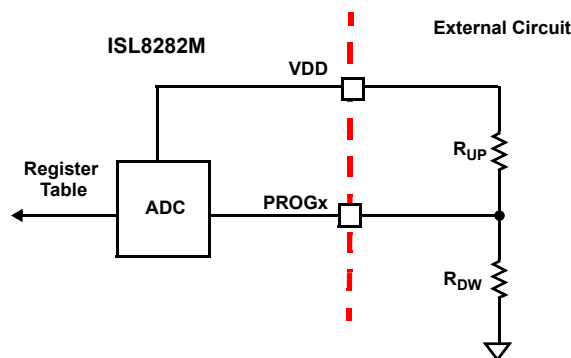 External Circuit
ISL8282M
VDD
RUP
Register
Table
ADC
PROGx
RDW